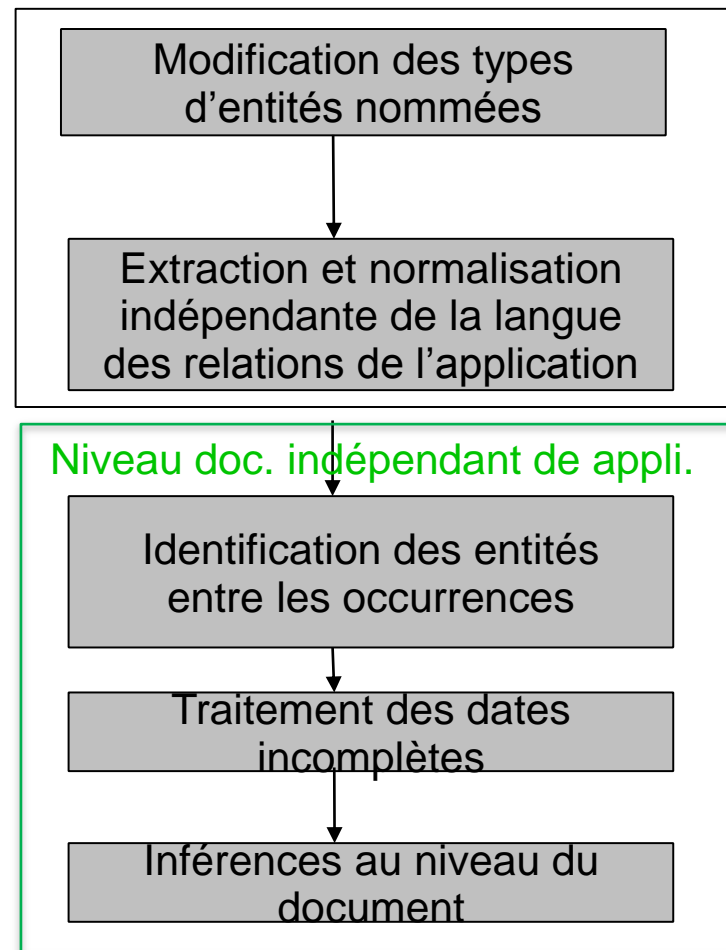 Modification des types
d’entités nommées
Extraction et normalisation
indépendante de la langue
des relations de l’application
Niveau doc. indépendant de appli.
Identification des entités
entre les occurrences
Traitement des dates
incomplètes
Inférences au niveau du
document